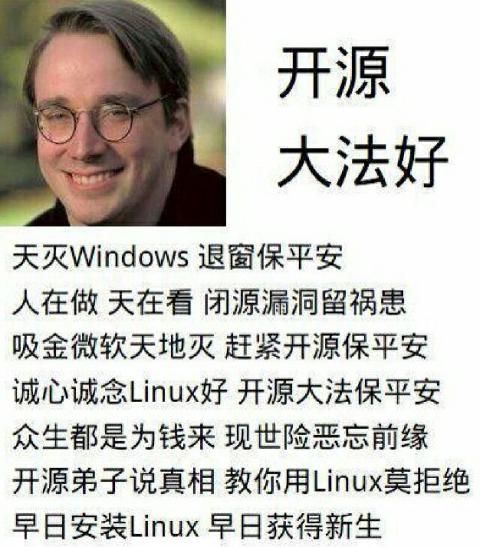 开源
大法好
天灭Windows 退窗保平安
人在做 天在看 闭源漏洞留祸患
吸金微软天地灭 赶紧开源保平安
诚心诚念Linux好 开源大法保平安
众生都是为钱来 现世险恶忘前缘
开源弟子说真相 教你用Linux莫拒绝
早日安装Linux 早日获得新生